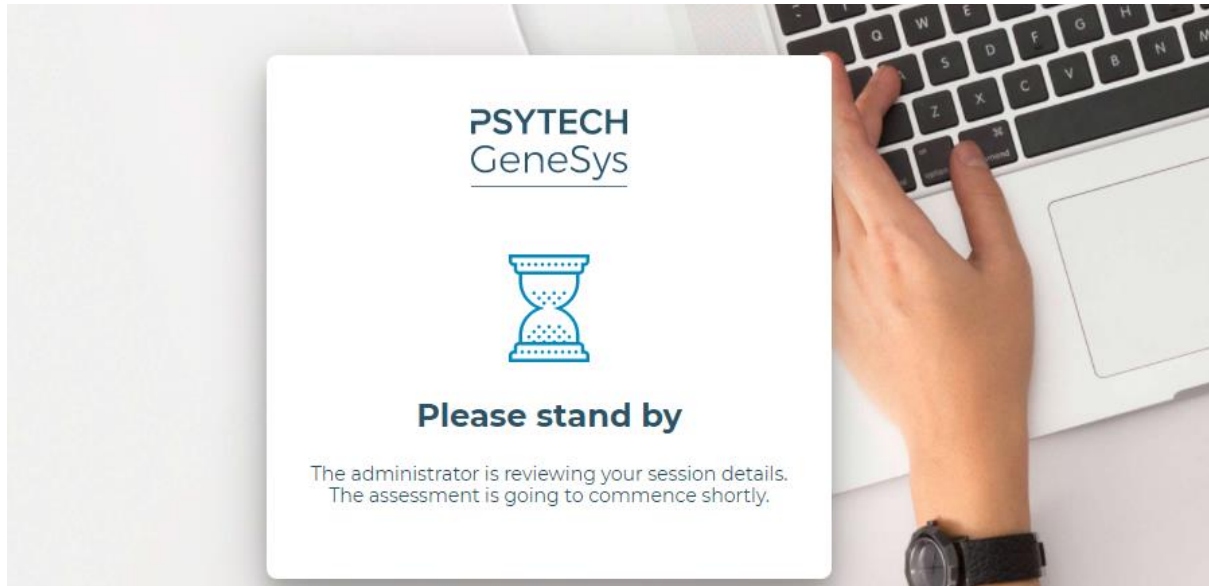 PSYTECH
GeneSys
Please stand by
The administrator is reviewing your session details.
The assessment is going to commence shortly.
Q W E
S D F G H
Z X C V B N M
option